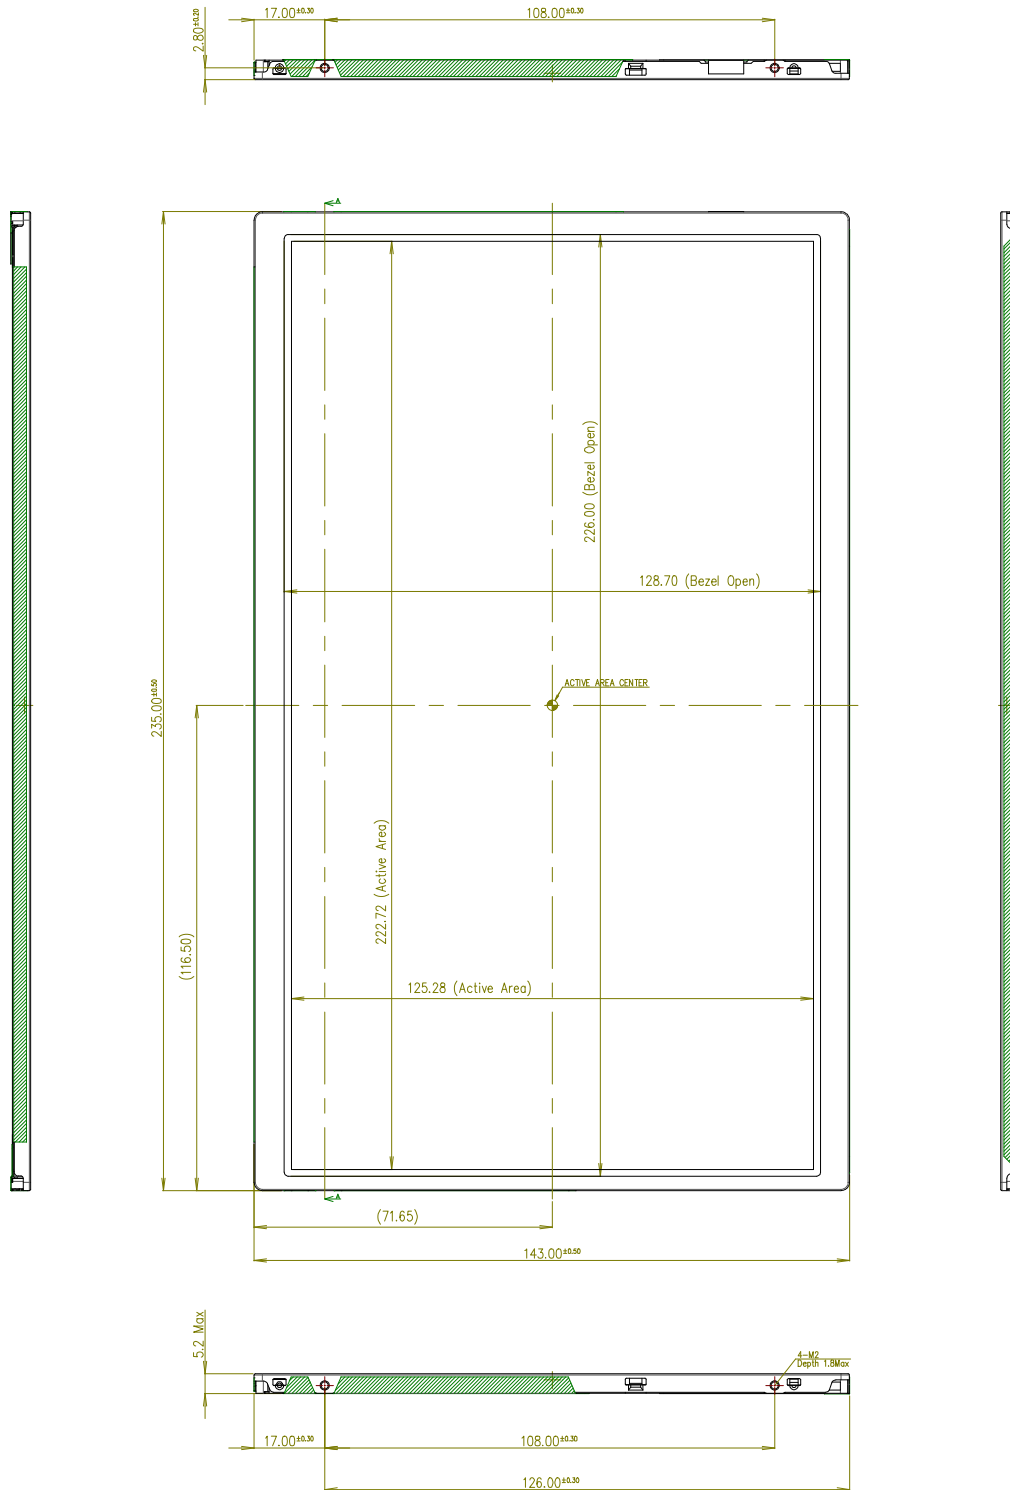 17.00±0.30
108.00±0.30
2.80±0.20
A
226.00 (Bezel Open)
128.70 (Bezel Open)
ACTIVE AREA CENTER
235.00±0.50
222.72 (Active Area)
(116.50)
125.28 (Active Area)
A
(71.65)
143.00±0.50
5.2 Max
4-M2
Depth 1.8Max
17.00±0.30
108.00±0.30
126.00±0.30